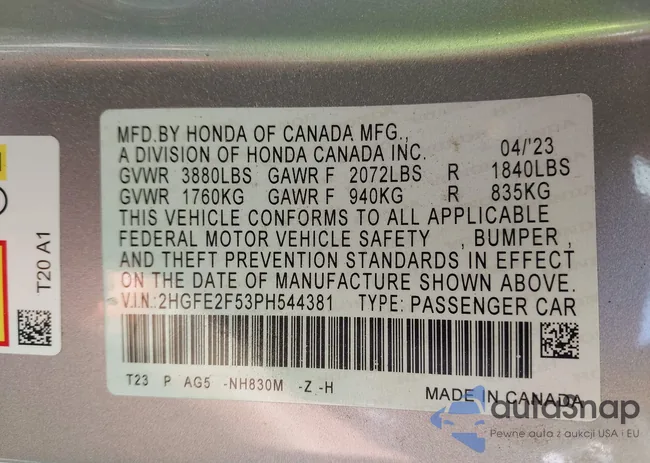 MFD.BY HONDA OF CANADA MFG.,
A DIVISION OF HONDA CANADA INC. 04/'23
GVWR 3880LBS GAWR F 2072LBS R 1840LBS
GVWR 1760KG GAWR F 940KG R 835KG
THIS VEHICLE CONFORMS TO ALL APPLICABLE
FEDERAL MOTOR VEHICLE SAFETY , BUMPER ,
AND THEFT PREVENTION STANDARDS IN EFFECT
ON THE DATE OF MANUFACTURE SHOWN ABOVE.
V.I.N.:2HGFE2F53PH544381 TYPE: PASSENGER CAR
T23 P AG5 -NH830M -Z -H
MADE IN CANADA
T20 A1
autasnap
Pewne auta z aukcji USA i EU